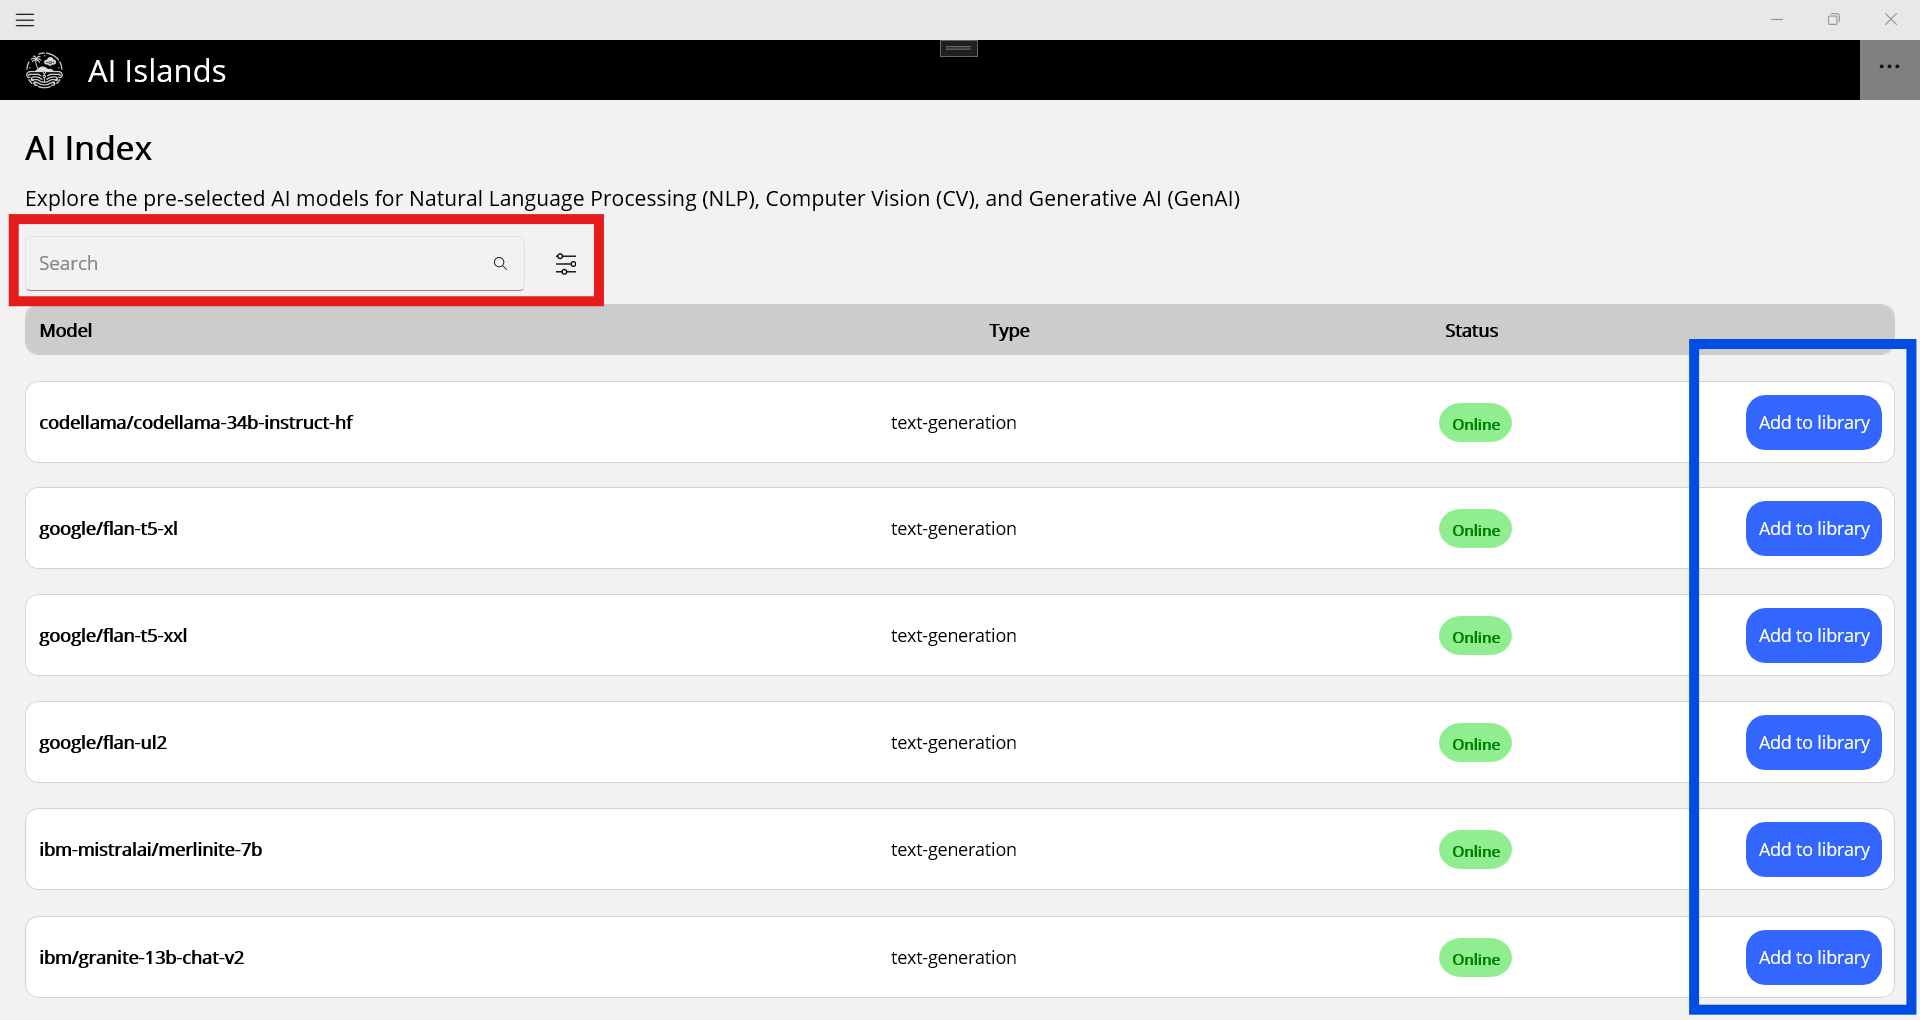 AI Islands
AI Index
Explore the pre-selected AI models for Natural Language Processing (NLP), Computer Vision (CV), and Generative AI (GenAI)
Search
Model Type Status
codellama/codellama-34b-instruct-hf text-generation Online Add to library
google/flan-t5-xl text-generation Online Add to library
google/flan-t5-xxl text-generation Online Add to library
google/flan-ul2 text-generation Online Add to library
ibm-mistralai/merlinite-7b text-generation Online Add to library
ibm/granite-13b-chat-v2 text-generation Online Add to library